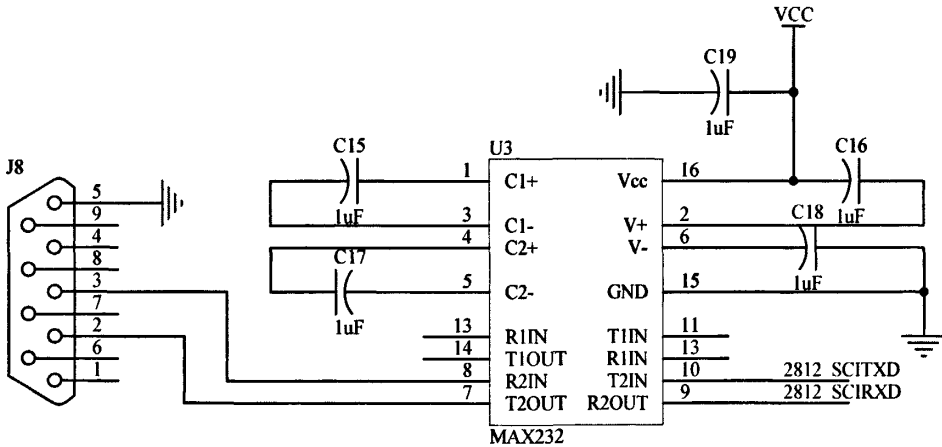 VCC
C19
1uF
U3
C15
1uF
C16
1uF
J8
1 C1+ Vcc 16
5
9
3 C1- V+ 2
C18
1uF
4
4 C2+ V- 6
8
C17
1uF
3
5 C2- GND 15
7
13 R1IN T1IN 11
2
14 T1OUT R1IN 13
6
8 R2IN T2IN 10 2812 SCITXD
1
7 T2OUT R2OUT 9 2812 SCIRXD
MAX232